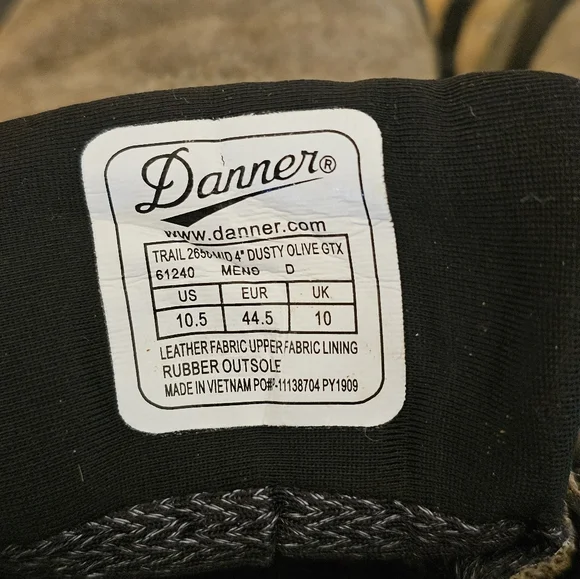 Danner®
www.danner.com
TRAIL 2650 MID 4" DUSTY OLIVE GTX
61240 MENS D
US EUR UK
10.5 44.5 10
LEATHER FABRIC UPPER FABRIC LINING
RUBBER OUTSOLE
MADE IN VIETNAM PO#P-11138704 PY1909